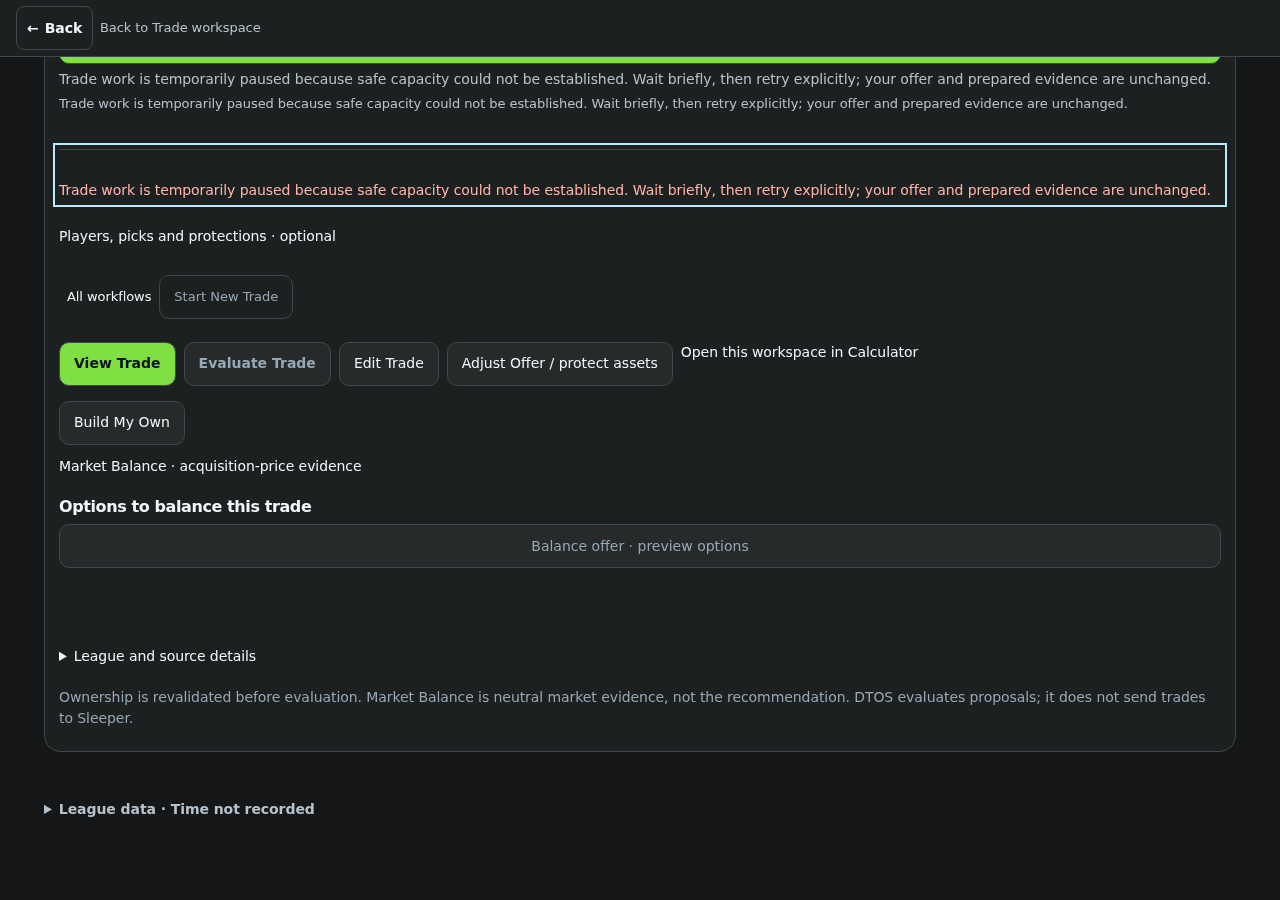 ← Back
Back to Trade workspace
Trade work is temporarily paused because safe capacity could not be established. Wait briefly, then retry explicitly; your offer and prepared evidence are unchanged.
Trade work is temporarily paused because safe capacity could not be established. Wait briefly, then retry explicitly; your offer and prepared evidence are unchanged.
Trade work is temporarily paused because safe capacity could not be established. Wait briefly, then retry explicitly; your offer and prepared evidence are unchanged.
Players, picks and protections · optional
All workflows
Start New Trade
View Trade
Evaluate Trade
Edit Trade
Adjust Offer / protect assets
Open this workspace in Calculator
Build My Own
Market Balance · acquisition-price evidence
Options to balance this trade
Balance offer · preview options
▶ League and source details
Ownership is revalidated before evaluation. Market Balance is neutral market evidence, not the recommendation. DTOS evaluates proposals; it does not send trades
to Sleeper.
▶ League data · Time not recorded